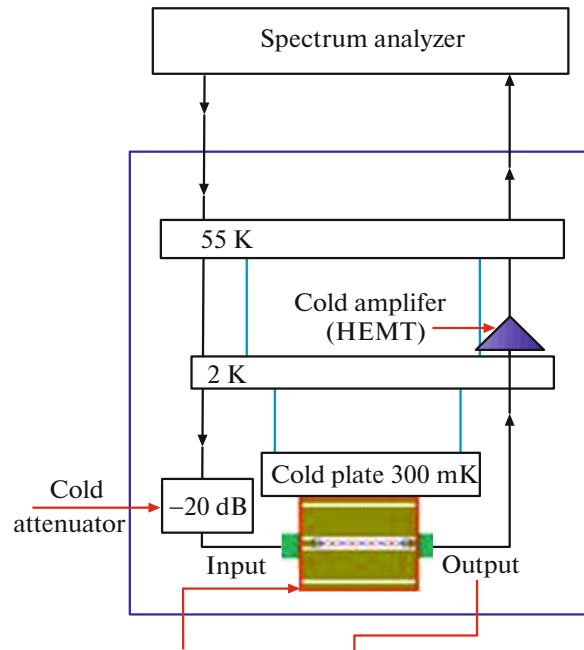 Spectrum analyzer
55 K
Cold amplifer
(HEMT)
2 K
Cold plate 300 mK
Cold
attenuator
−20 dB
Input
Output